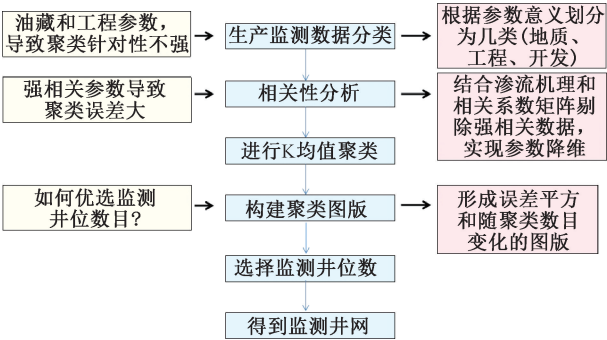 油藏和工程参数，
导致聚类针对性不强
生产监测数据分类
根据参数意义划分
为几类(地质、
工程、开发)
强相关参数导致
聚类误差大
相关性分析
结合渗流机理和
相关系数矩阵剔
除强相关数据，
实现参数降维
进行K均值聚类
如何优选监测
井位数目?
构建聚类图版
形成误差平方
和随聚类数目
变化的图版
选择监测井位数
得到监测井网